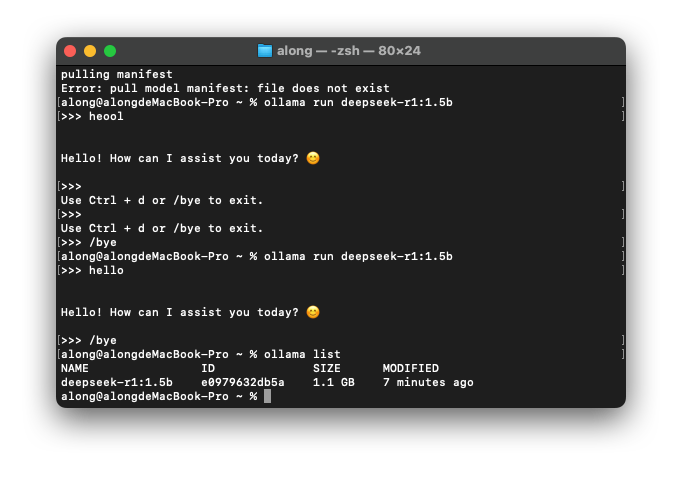 along — -zsh — 80×24
pulling manifest
Error: pull model manifest: file does not exist
[along@alongdeMacBook-Pro ~ % ollama run deepseek-r1:1.5b ]
[>>> heool ]
Hello! How can I assist you today? 😊
[>>> ]
Use Ctrl + d or /bye to exit.
[>>> ]
Use Ctrl + d or /bye to exit.
[>>> /bye ]
[along@alongdeMacBook-Pro ~ % ollama run deepseek-r1:1.5b ]
[>>> hello ]
Hello! How can I assist you today? 😊
[>>> /bye ]
[along@alongdeMacBook-Pro ~ % ollama list ]
NAME ID SIZE MODIFIED
deepseek-r1:1.5b e0979632db5a 1.1 GB 7 minutes ago
along@alongdeMacBook-Pro ~ %